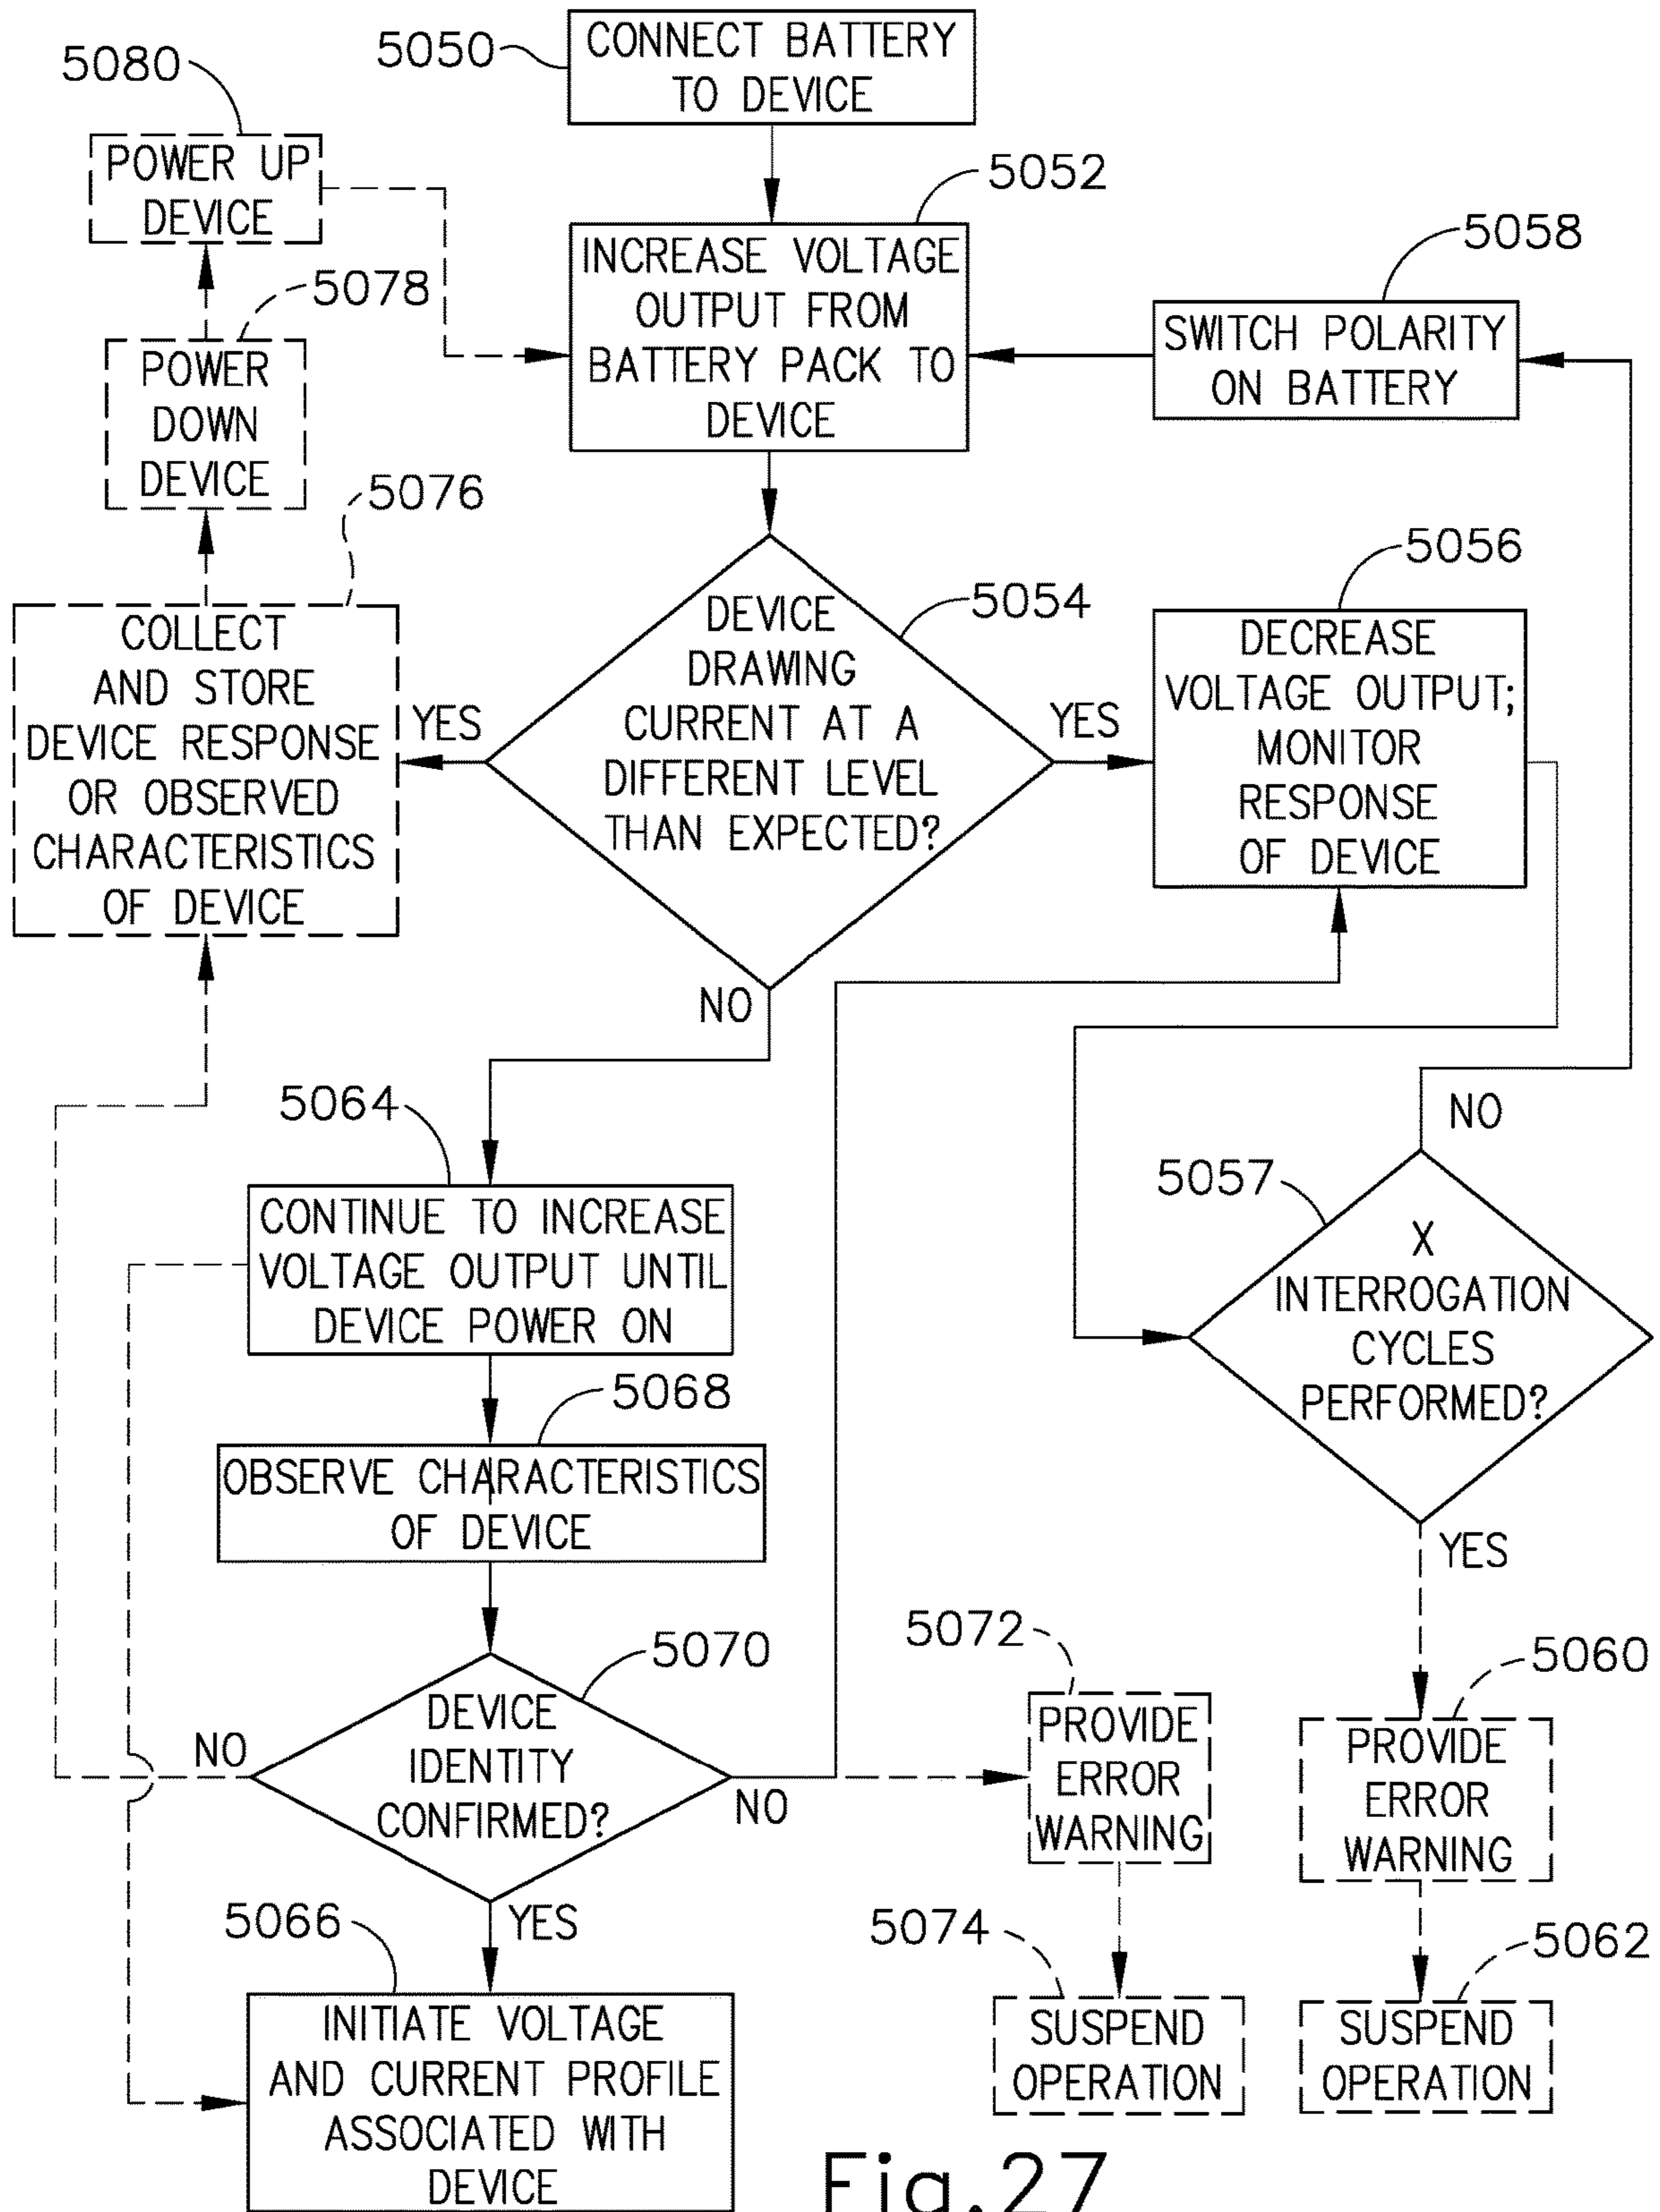 5050
CONNECT BATTERY
TO DEVICE
5080
POWER UP
DEVICE
5052
INCREASE VOLTAGE
OUTPUT FROM
BATTERY PACK TO
DEVICE
5058
SWITCH POLARITY
ON BATTERY
5078
POWER
DOWN
DEVICE
5076
COLLECT
AND STORE
DEVICE RESPONSE
OR OBSERVED
CHARACTERISTICS
OF DEVICE
YES
5054
DEVICE
DRAWING
CURRENT AT A
DIFFERENT LEVEL
THAN EXPECTED?
YES
5056
DECREASE
VOLTAGE OUTPUT;
MONITOR
RESPONSE
OF DEVICE
NO
5064
CONTINUE TO INCREASE
VOLTAGE OUTPUT UNTIL
DEVICE POWER ON
NO
5057
X
INTERROGATION
CYCLES
PERFORMED?
YES
5068
OBSERVE CHARACTERISTICS
OF DEVICE
5070
DEVICE
IDENTITY
CONFIRMED?
NO
NO
5072
PROVIDE
ERROR
WARNING
5060
PROVIDE
ERROR
WARNING
YES
5066
INITIATE VOLTAGE
AND CURRENT PROFILE
ASSOCIATED WITH
DEVICE
5074
SUSPEND
OPERATION
5062
SUSPEND
OPERATION
Fig.27